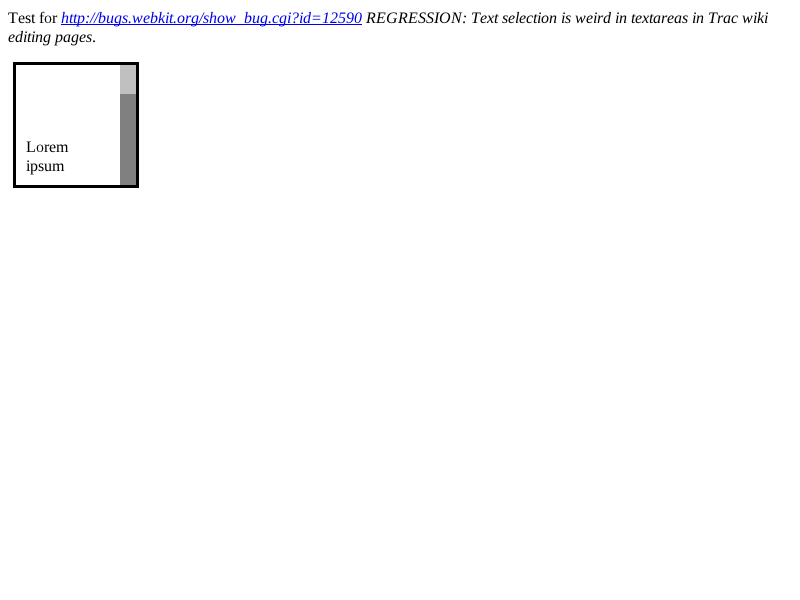 Test for http://bugs.webkit.org/show_bug.cgi?id=12590 REGRESSION: Text selection is weird in textareas in Trac wiki
editing pages.
Lorem
ipsum